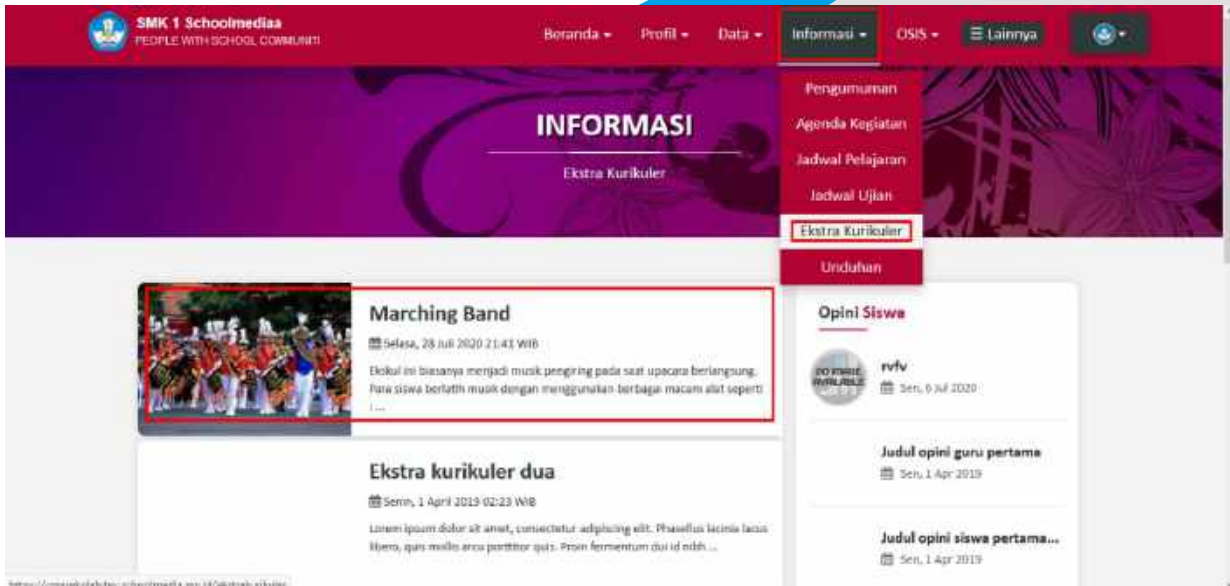 SMK 1 Schoolmediaa
PEOPLE WITH SCHOOL COMMUNITI
Beranda
Profil
Data
Informasi
OSIS
Lainnya
INFORMASI
Ekstra Kurikuler
Pengumuman
Agenda Kegiatan
Jadwal Pelajaran
Jadwal Ujian
Ekstra Kurikuler
Unduhan
Marching Band
Selasa, 28 Juli 2020 21:41 WIB
Ekskul ini biasanya menjadi musik pengiring pada saat upacara berlangsung.
Para siswa berlatih musik dengan menggunakan berbagai macam alat seperti
Ekstra kurikuler dua
Senin, 1 April 2019 02:23 WIB
Lorem ipsum dolor sit amet, consectetur adipiscing elit. Phasellus lacinia lacus
libero, quis mollis arcu porttitor quis. Proin fermentum dui id nibh ...
Opini Siswa
NO IMAGE
AVAILABLE
rvfv
Sen, 6 Jul 2020
Judul opini guru pertama
Sen, 1 Apr 2019
Judul opini siswa pertama...
Sen, 1 Apr 2019